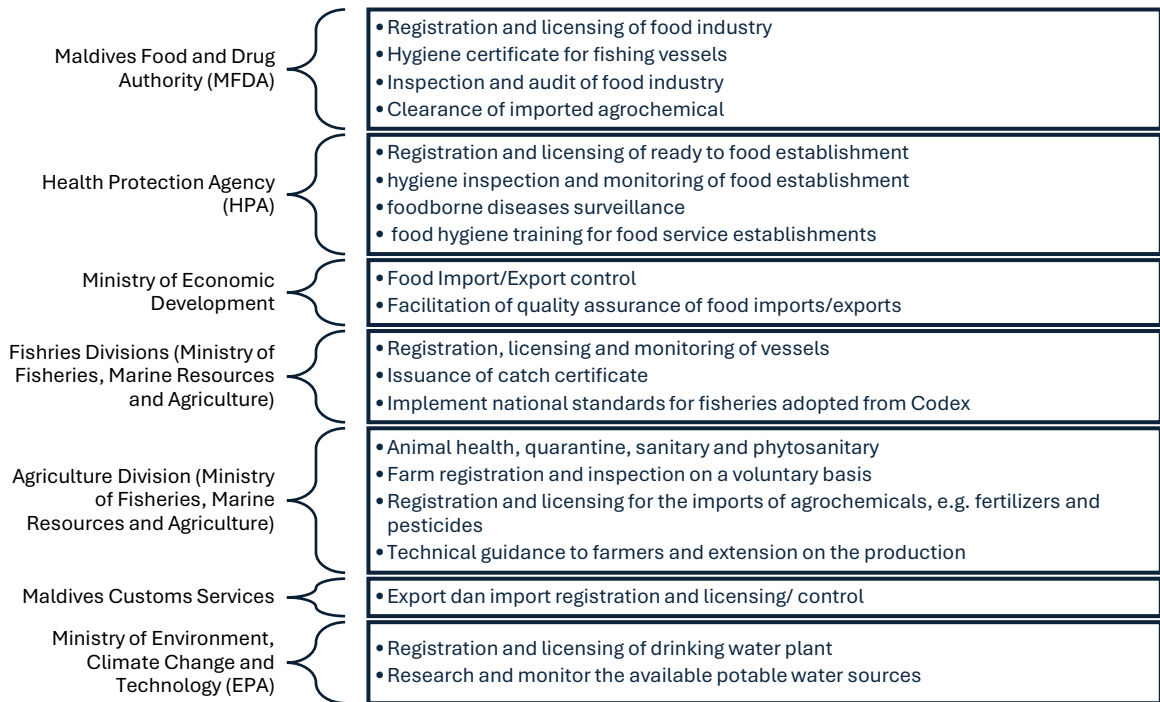 Maldives Food and Drug
Authority (MFDA)
• Registration and licensing of food industry
• Hygiene certificate for fishing vessels
• Inspection and audit of food industry
• Clearance of imported agrochemical
Health Protection Agency
(HPA)
• Registration and licensing of ready to food establishment
• hygiene inspection and monitoring of food establishment
• foodborne diseases surveillance
• food hygiene training for food service establishments
Ministry of Economic
Development
• Food Import/Export control
• Facilitation of quality assurance of food imports/exports
Fishries Divisions (Ministry of
Fisheries, Marine Resources
and Agriculture)
• Registration, licensing and monitoring of vessels
• Issuance of catch certificate
• Implement national standards for fisheries adopted from Codex
Agriculture Division (Ministry
of Fisheries, Marine
Resources and Agriculture)
• Animal health, quarantine, sanitary and phytosanitary
• Farm registration and inspection on a voluntary basis
• Registration and licensing for the imports of agrochemicals, e.g. fertilizers and
pesticides
• Technical guidance to farmers and extension on the production
Maldives Customs Services
• Export dan import registration and licensing/ control
Ministry of Environment,
Climate Change and
Technology (EPA)
• Registration and licensing of drinking water plant
• Research and monitor the available potable water sources